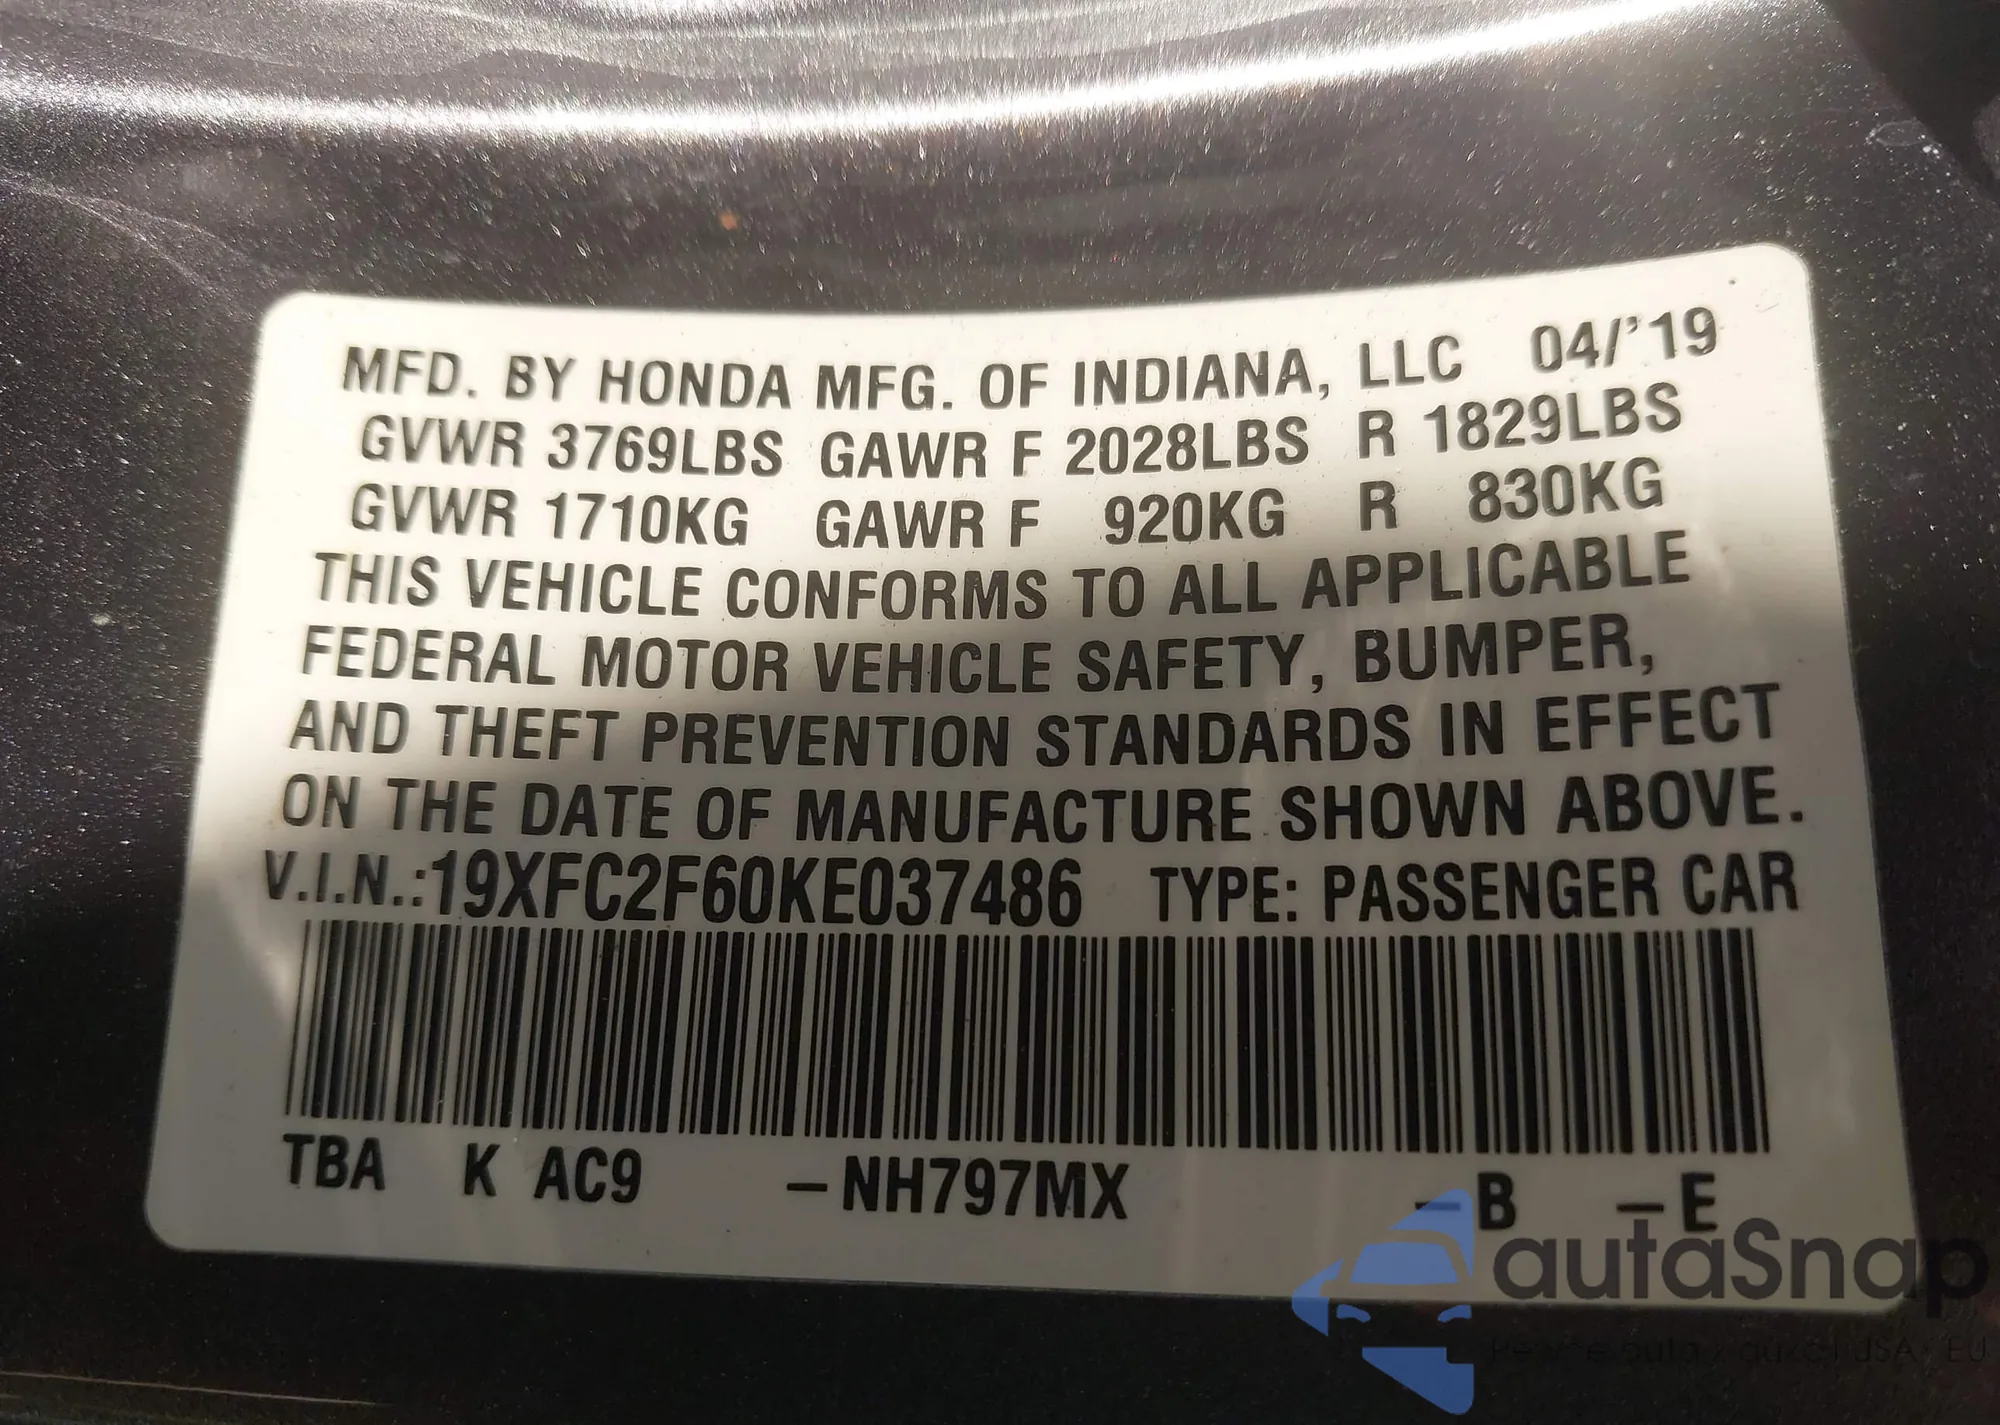 MFD. BY HONDA MFG. OF INDIANA, LLC 04/'19
GVWR 3769LBS GAWR F 2028LBS R 1829LBS
GVWR 1710KG GAWR F 920KG R 830KG
THIS VEHICLE CONFORMS TO ALL APPLICABLE
FEDERAL MOTOR VEHICLE SAFETY, BUMPER,
AND THEFT PREVENTION STANDARDS IN EFFECT
ON THE DATE OF MANUFACTURE SHOWN ABOVE.
V.I.N.:19XFC2F60KE037486 TYPE: PASSENGER CAR
TBA K AC9 –NH797MX –B –E
autaSnap